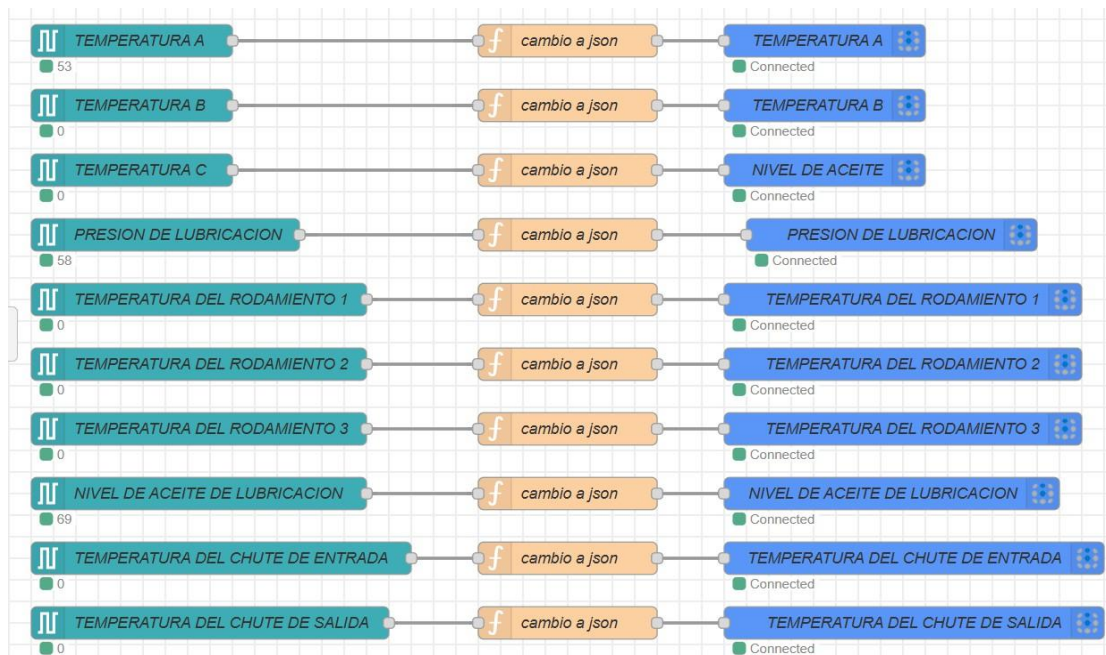 TEMPERATURA A cambio a json TEMPERATURA A
53 Connected
TEMPERATURA B cambio a json TEMPERATURA B
0 Connected
TEMPERATURA C cambio a json NIVEL DE ACEITE
0 Connected
PRESION DE LUBRICACION cambio a json PRESION DE LUBRICACION
58 Connected
TEMPERATURA DEL RODAMIENTO 1 cambio a json TEMPERATURA DEL RODAMIENTO 1
0 Connected
TEMPERATURA DEL RODAMIENTO 2 cambio a json TEMPERATURA DEL RODAMIENTO 2
0 Connected
TEMPERATURA DEL RODAMIENTO 3 cambio a json TEMPERATURA DEL RODAMIENTO 3
0 Connected
NIVEL DE ACEITE DE LUBRICACION cambio a json NIVEL DE ACEITE DE LUBRICACION
69 Connected
TEMPERATURA DEL CHUTE DE ENTRADA cambio a json TEMPERATURA DEL CHUTE DE ENTRADA
0 Connected
TEMPERATURA DEL CHUTE DE SALIDA cambio a json TEMPERATURA DEL CHUTE DE SALIDA
0 Connected